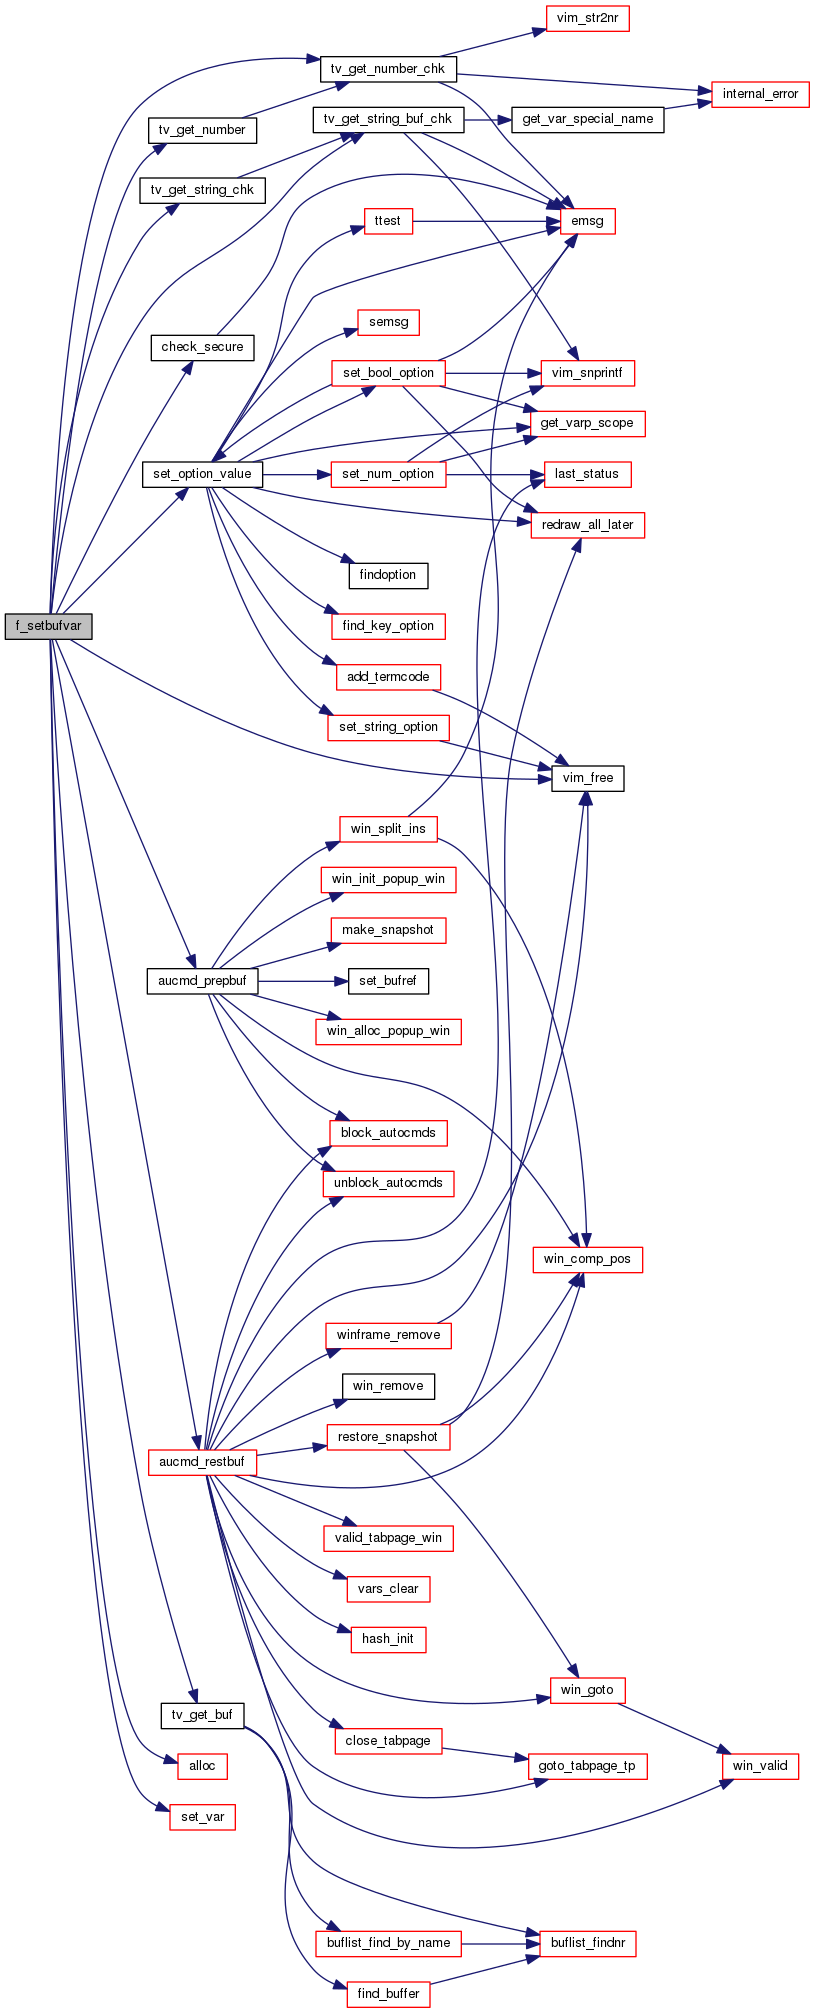 vim_str2nr
tv_get_number_chk
internal_error
tv_get_string_buf_chk
get_var_special_name
tv_get_number
tv_get_string_chk
ttest
emsg
semsg
check_secure
set_bool_option
vim_snprintf
get_varp_scope
set_option_value
set_num_option
last_status
redraw_all_later
findoption
f_setbufvar
find_key_option
add_termcode
set_string_option
vim_free
win_split_ins
win_init_popup_win
make_snapshot
aucmd_prepbuf
set_bufref
win_alloc_popup_win
block_autocmds
unblock_autocmds
win_comp_pos
winframe_remove
win_remove
restore_snapshot
aucmd_restbuf
valid_tabpage_win
vars_clear
hash_init
win_goto
tv_get_buf
close_tabpage
goto_tabpage_tp
win_valid
alloc
set_var
buflist_find_by_name
buflist_findnr
find_buffer